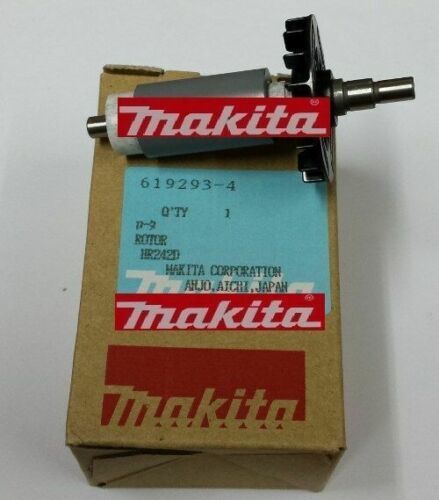 makita®
619293-4
Q'TY 1
ロータ
ROTOR
HR242D
MAKITA CORPORATION
ANJO,AICHI,JAPAN
makita®
makita